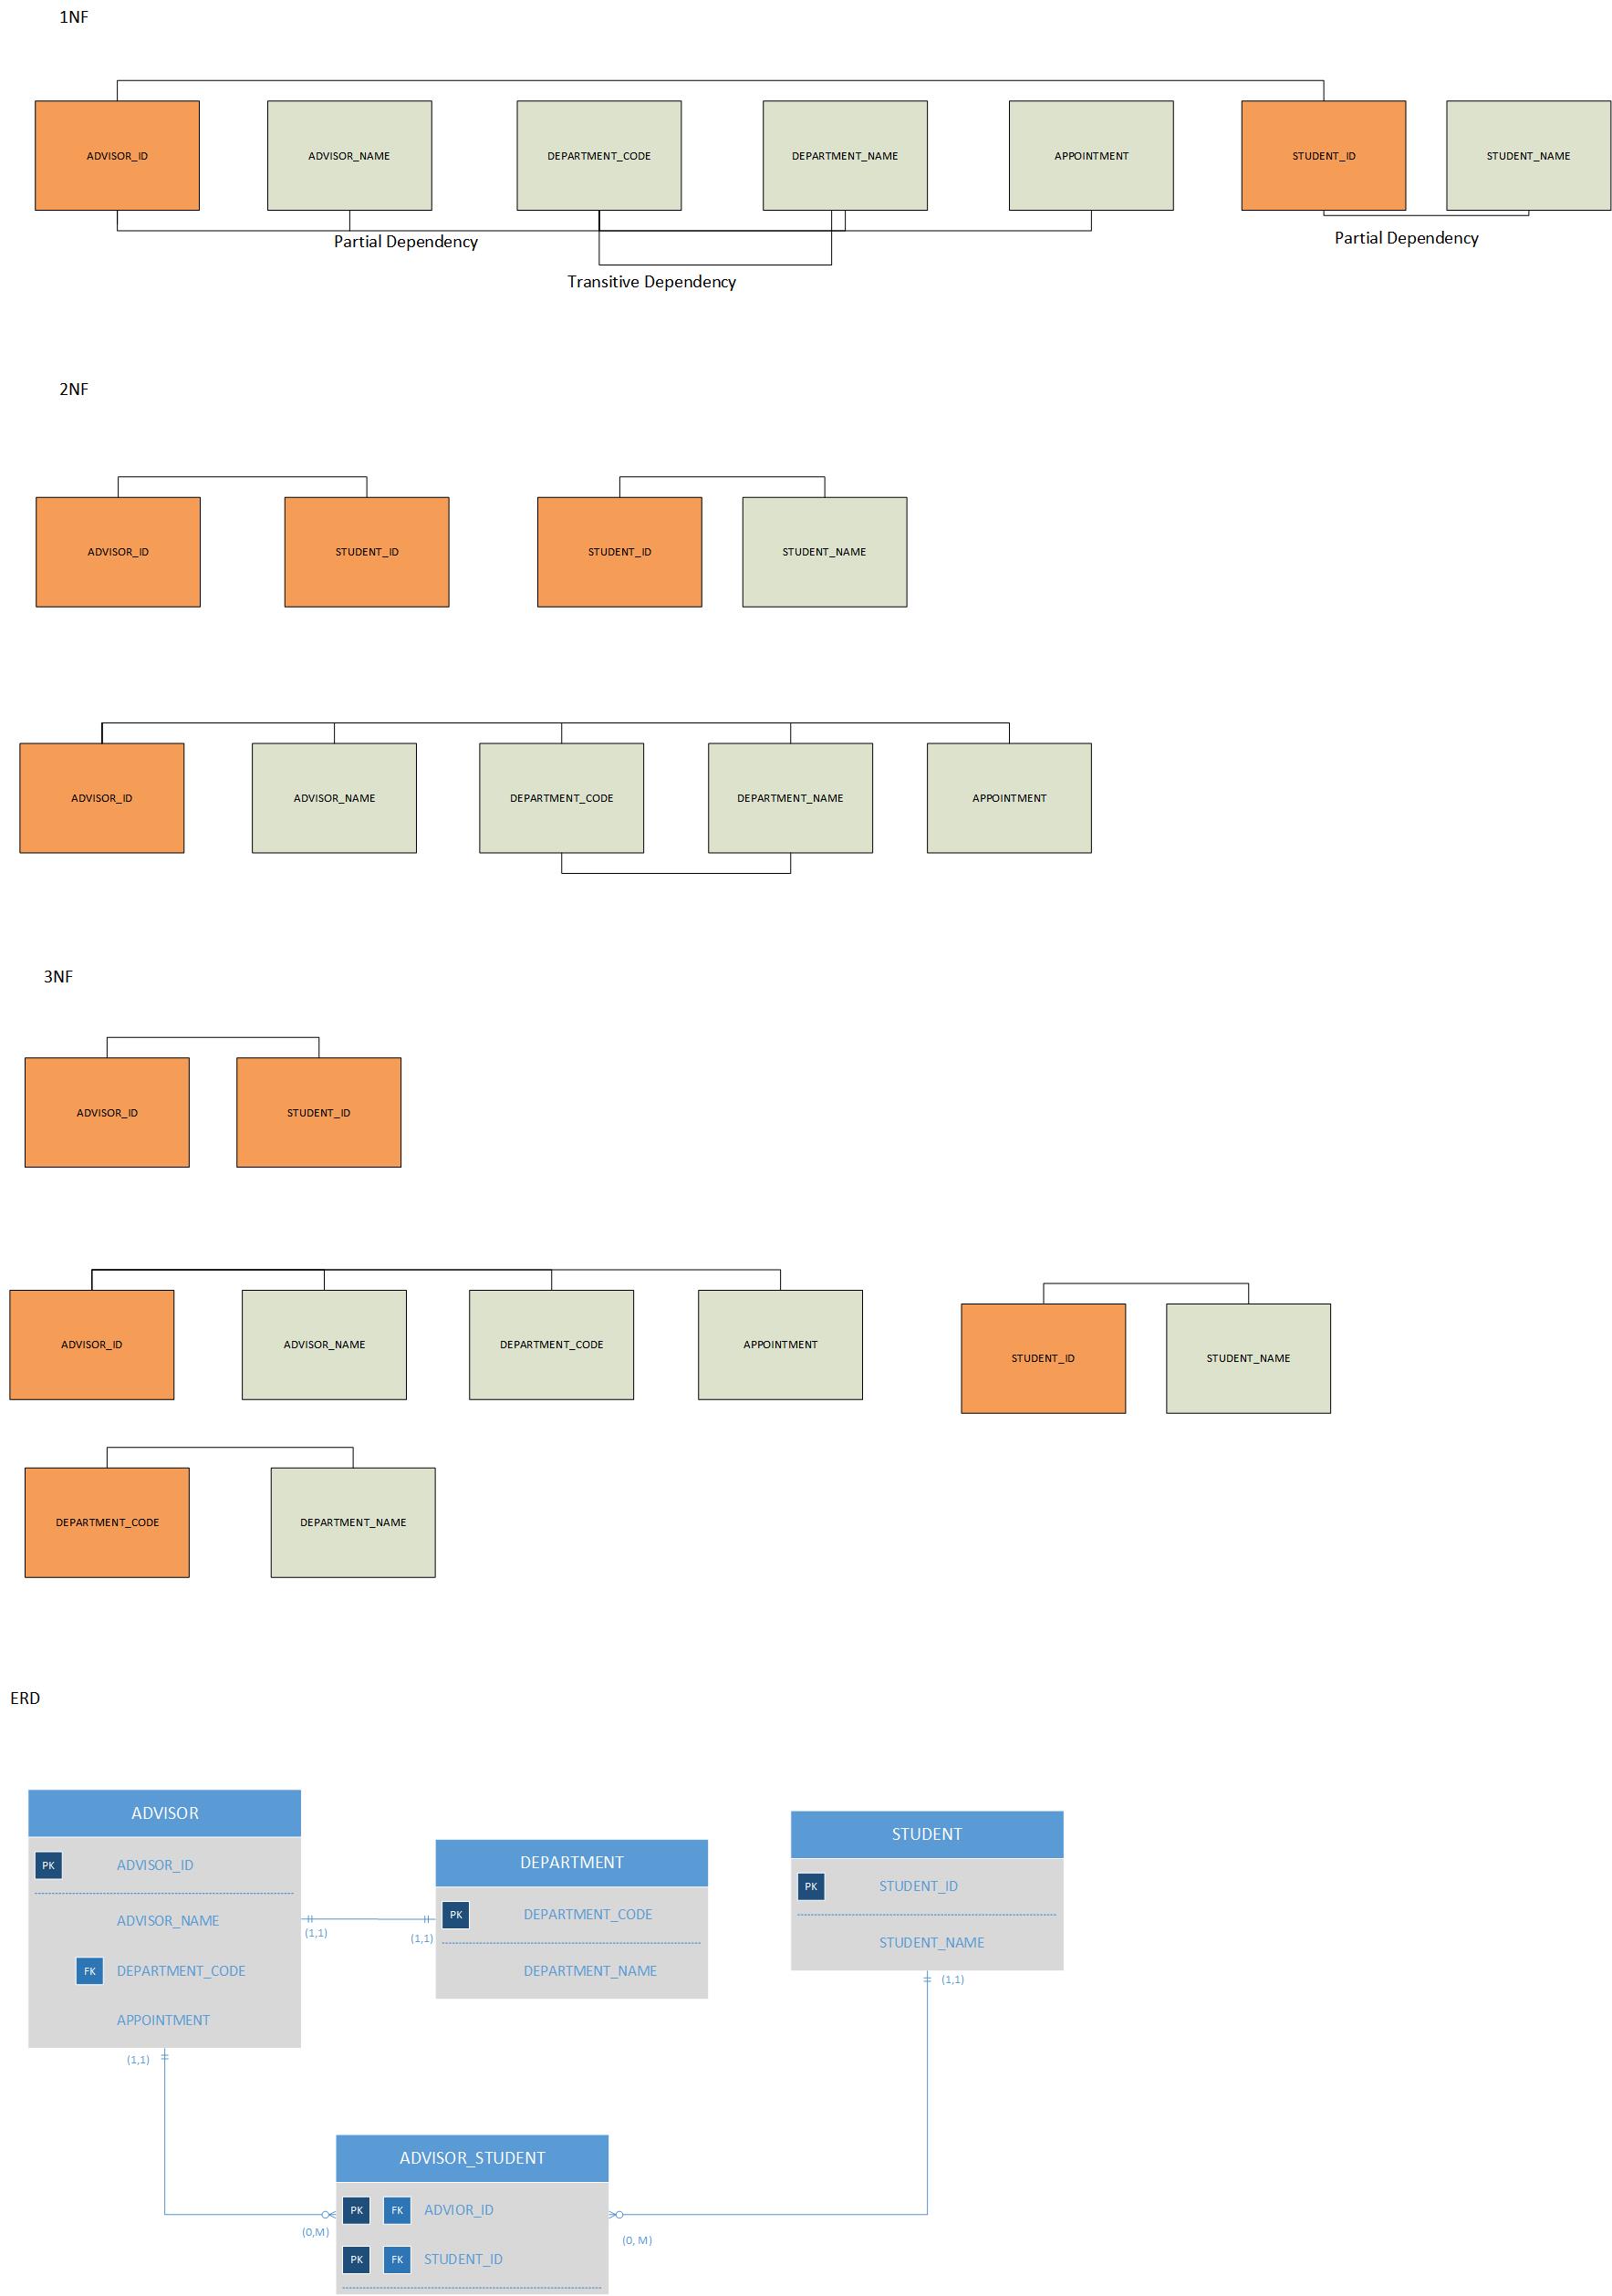 1NF
ADVISOR_ID
ADVISOR_NAME
DEPARTMENT_CODE
DEPARTMENT_NAME
APPOINTMENT
STUDENT_ID
STUDENT_NAME
Partial Dependency
Partial Dependency
Transitive Dependency
2NF
ADVISOR_ID
STUDENT_ID
STUDENT_ID
STUDENT_NAME
ADVISOR_ID
ADVISOR_NAME
DEPARTMENT_CODE
DEPARTMENT_NAME
APPOINTMENT
3NF
ADVISOR_ID
STUDENT_ID
ADVISOR_ID
ADVISOR_NAME
DEPARTMENT_CODE
APPOINTMENT
STUDENT_ID
STUDENT_NAME
DEPARTMENT_CODE
DEPARTMENT_NAME
ERD
ADVISOR
PK ADVISOR_ID
ADVISOR_NAME
FK DEPARTMENT_CODE
APPOINTMENT
(1,1)
(1,1)
DEPARTMENT
PK DEPARTMENT_CODE
DEPARTMENT_NAME
STUDENT
PK STUDENT_ID
STUDENT_NAME
(1,1)
(1,1)
ADVISOR_STUDENT
PK FK ADVIOR_ID
PK FK STUDENT_ID
(0,M)
(0, M)